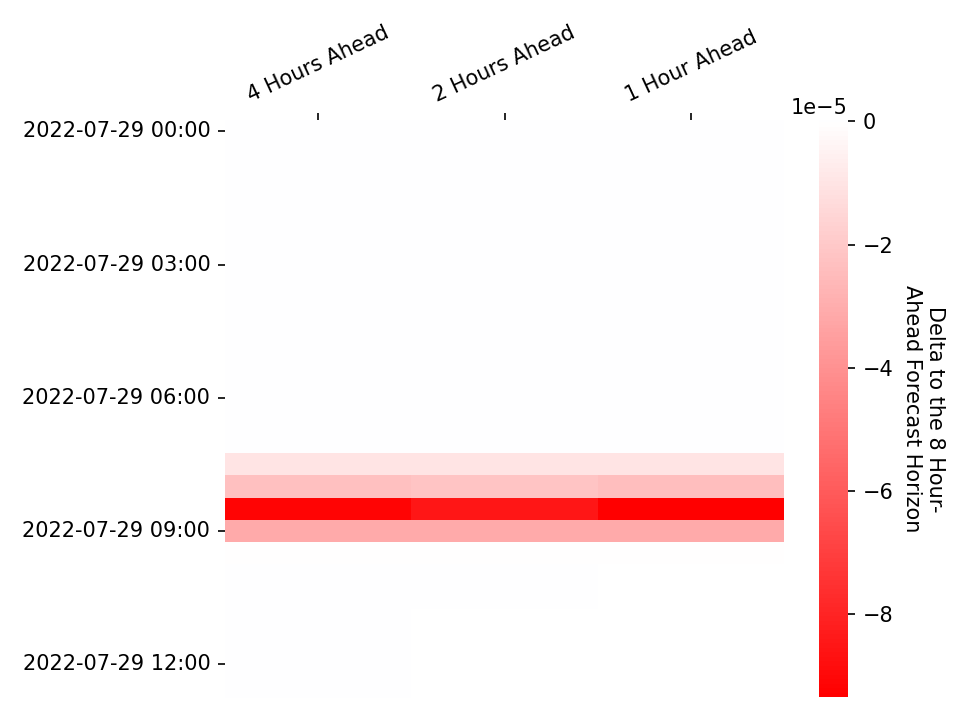 4 Hours Ahead
2 Hours Ahead
1 Hour Ahead
1e−5
2022-07-29 00:00
2022-07-29 03:00
2022-07-29 06:00
2022-07-29 09:00
2022-07-29 12:00
0
−2
−4
−6
−8
Delta to the 8 Hour-
Ahead Forecast Horizon